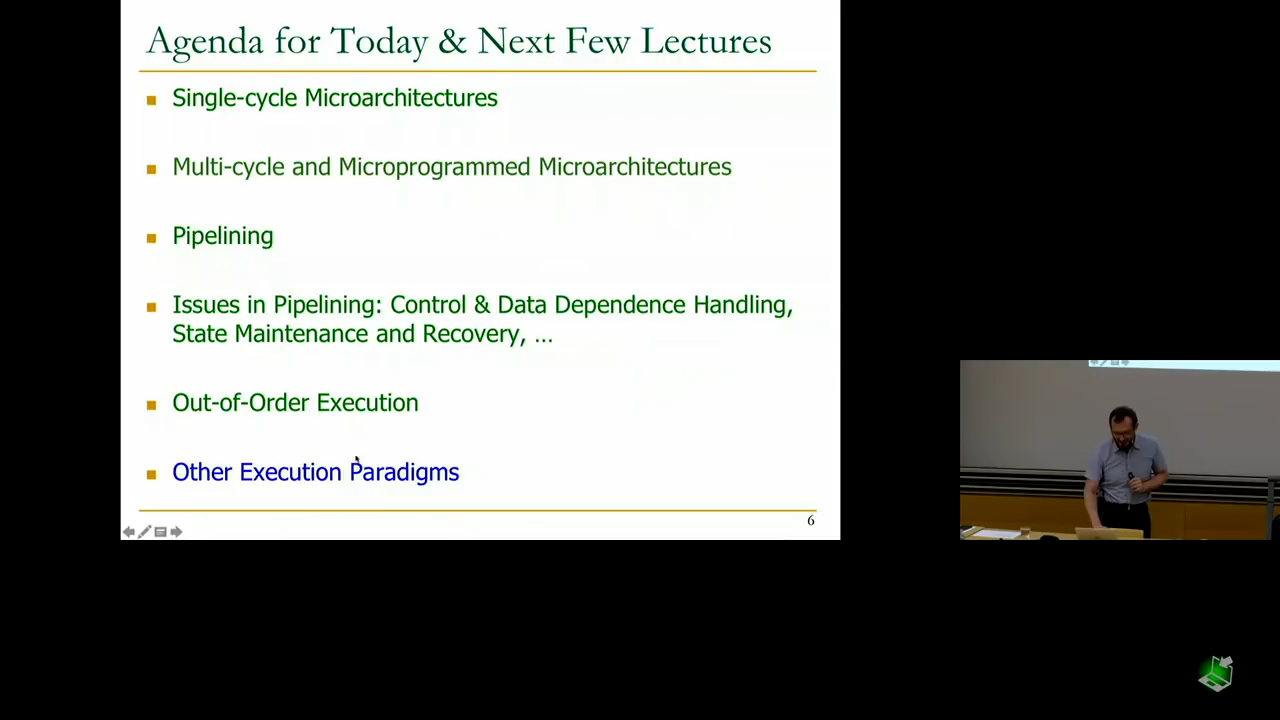 Agenda for Today & Next Few Lectures
Single-cycle Microarchitectures
Multi-cycle and Microprogrammed Microarchitectures
Pipelining
Issues in Pipelining: Control & Data Dependence Handling,
State Maintenance and Recovery, …
Out-of-Order Execution
Other Execution Paradigms
6